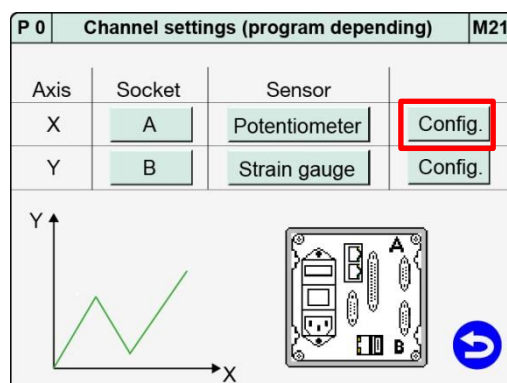 P 0 Channel settings (program depending) M21
Axis Socket Sensor
X A Potentiometer Config.
Y B Strain gauge Config.
Y
A
B
X